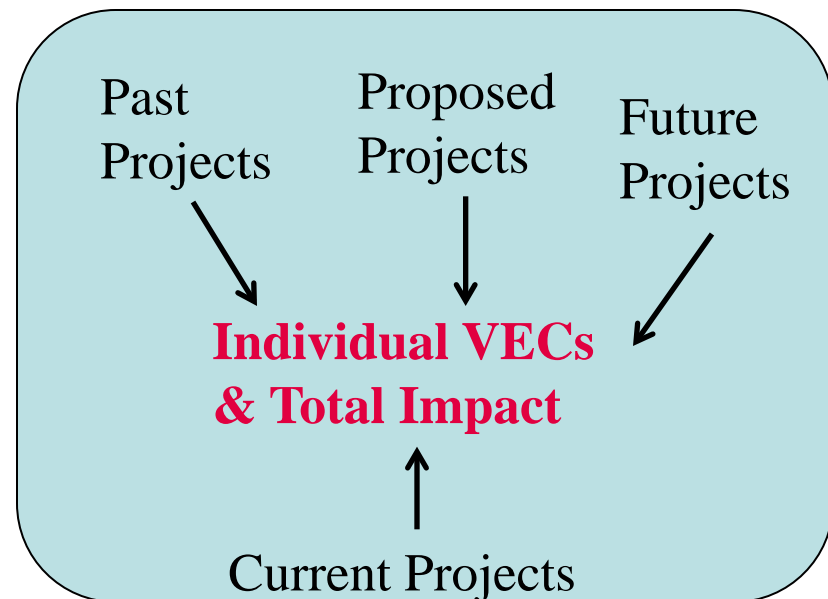 Past
Projects
Proposed
Projects
Future
Projects
Individual VECs
& Total Impact
Current Projects